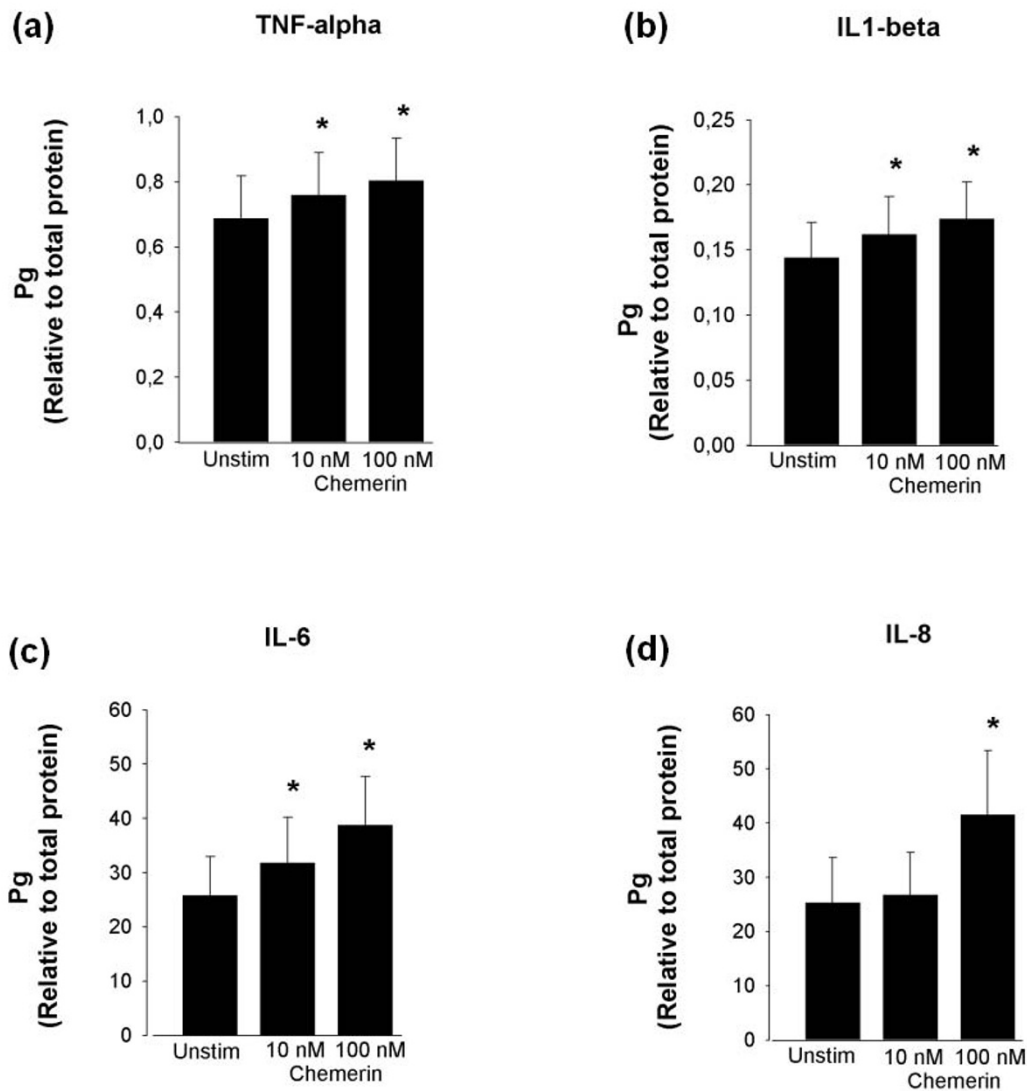 (a)
TNF-alpha
Pg
(Relative to total protein)
1,0
0,8
0,6
0,4
0,2
0,0
*
*
Unstim
10 nM
100 nM
Chemerin
(b)
IL1-beta
Pg
(Relative to total protein)
0,25
0,20
0,15
0,10
0,05
0,00
*
*
Unstim
10 nM
100 nM
Chemerin
(c)
IL-6
Pg
(Relative to total protein)
60
50
40
30
20
10
0
*
*
Unstim
10 nM
100 nM
Chemerin
(d)
IL-8
Pg
(Relative to total protein)
60
50
40
30
20
10
0
*
Unstim
10 nM
100 nM
Chemerin